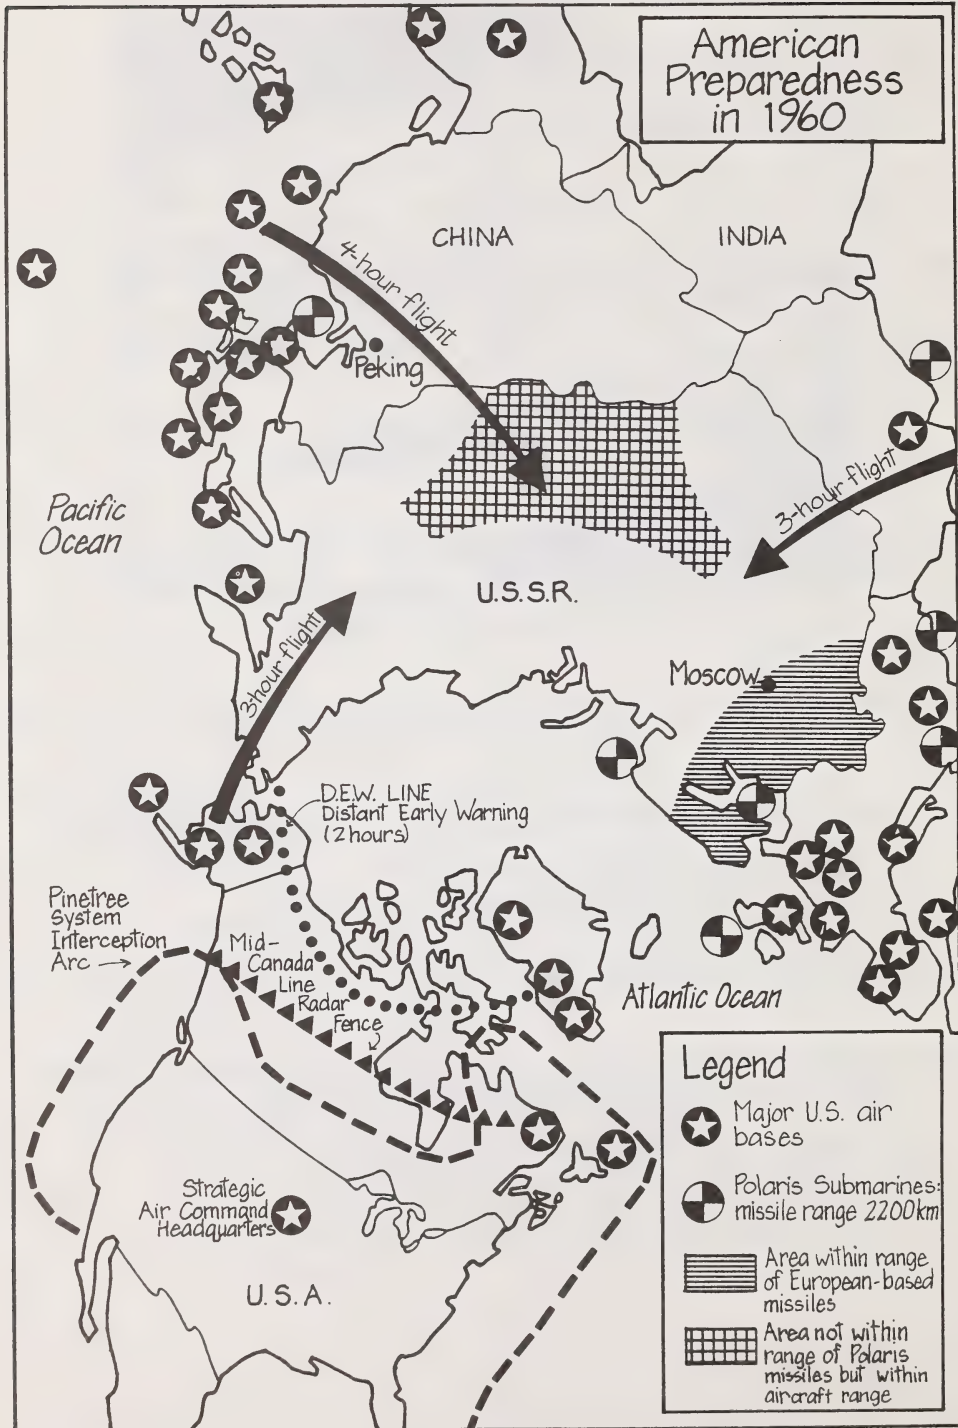 American
Preparedness
in 1960
CHINA
INDIA
4-hour flight
Peking
3-hour flight
Pacific
Ocean
U.S.S.R.
3-hour flight
Moscow
D.E.W. LINE
Distant Early Warning
(2 hours)
Pinetree
System
Interception
Arc
Mid-
Canada
Line
Radar
Fence
Atlantic Ocean
Strategic
Air Command
Headquarters
U.S.A.
Legend
Major U.S. air
bases
Polaris Submarines:
missile range 2200km
Area within range
of European-based
missiles
Area not within
range of Polaris
missiles but within
aircraft range